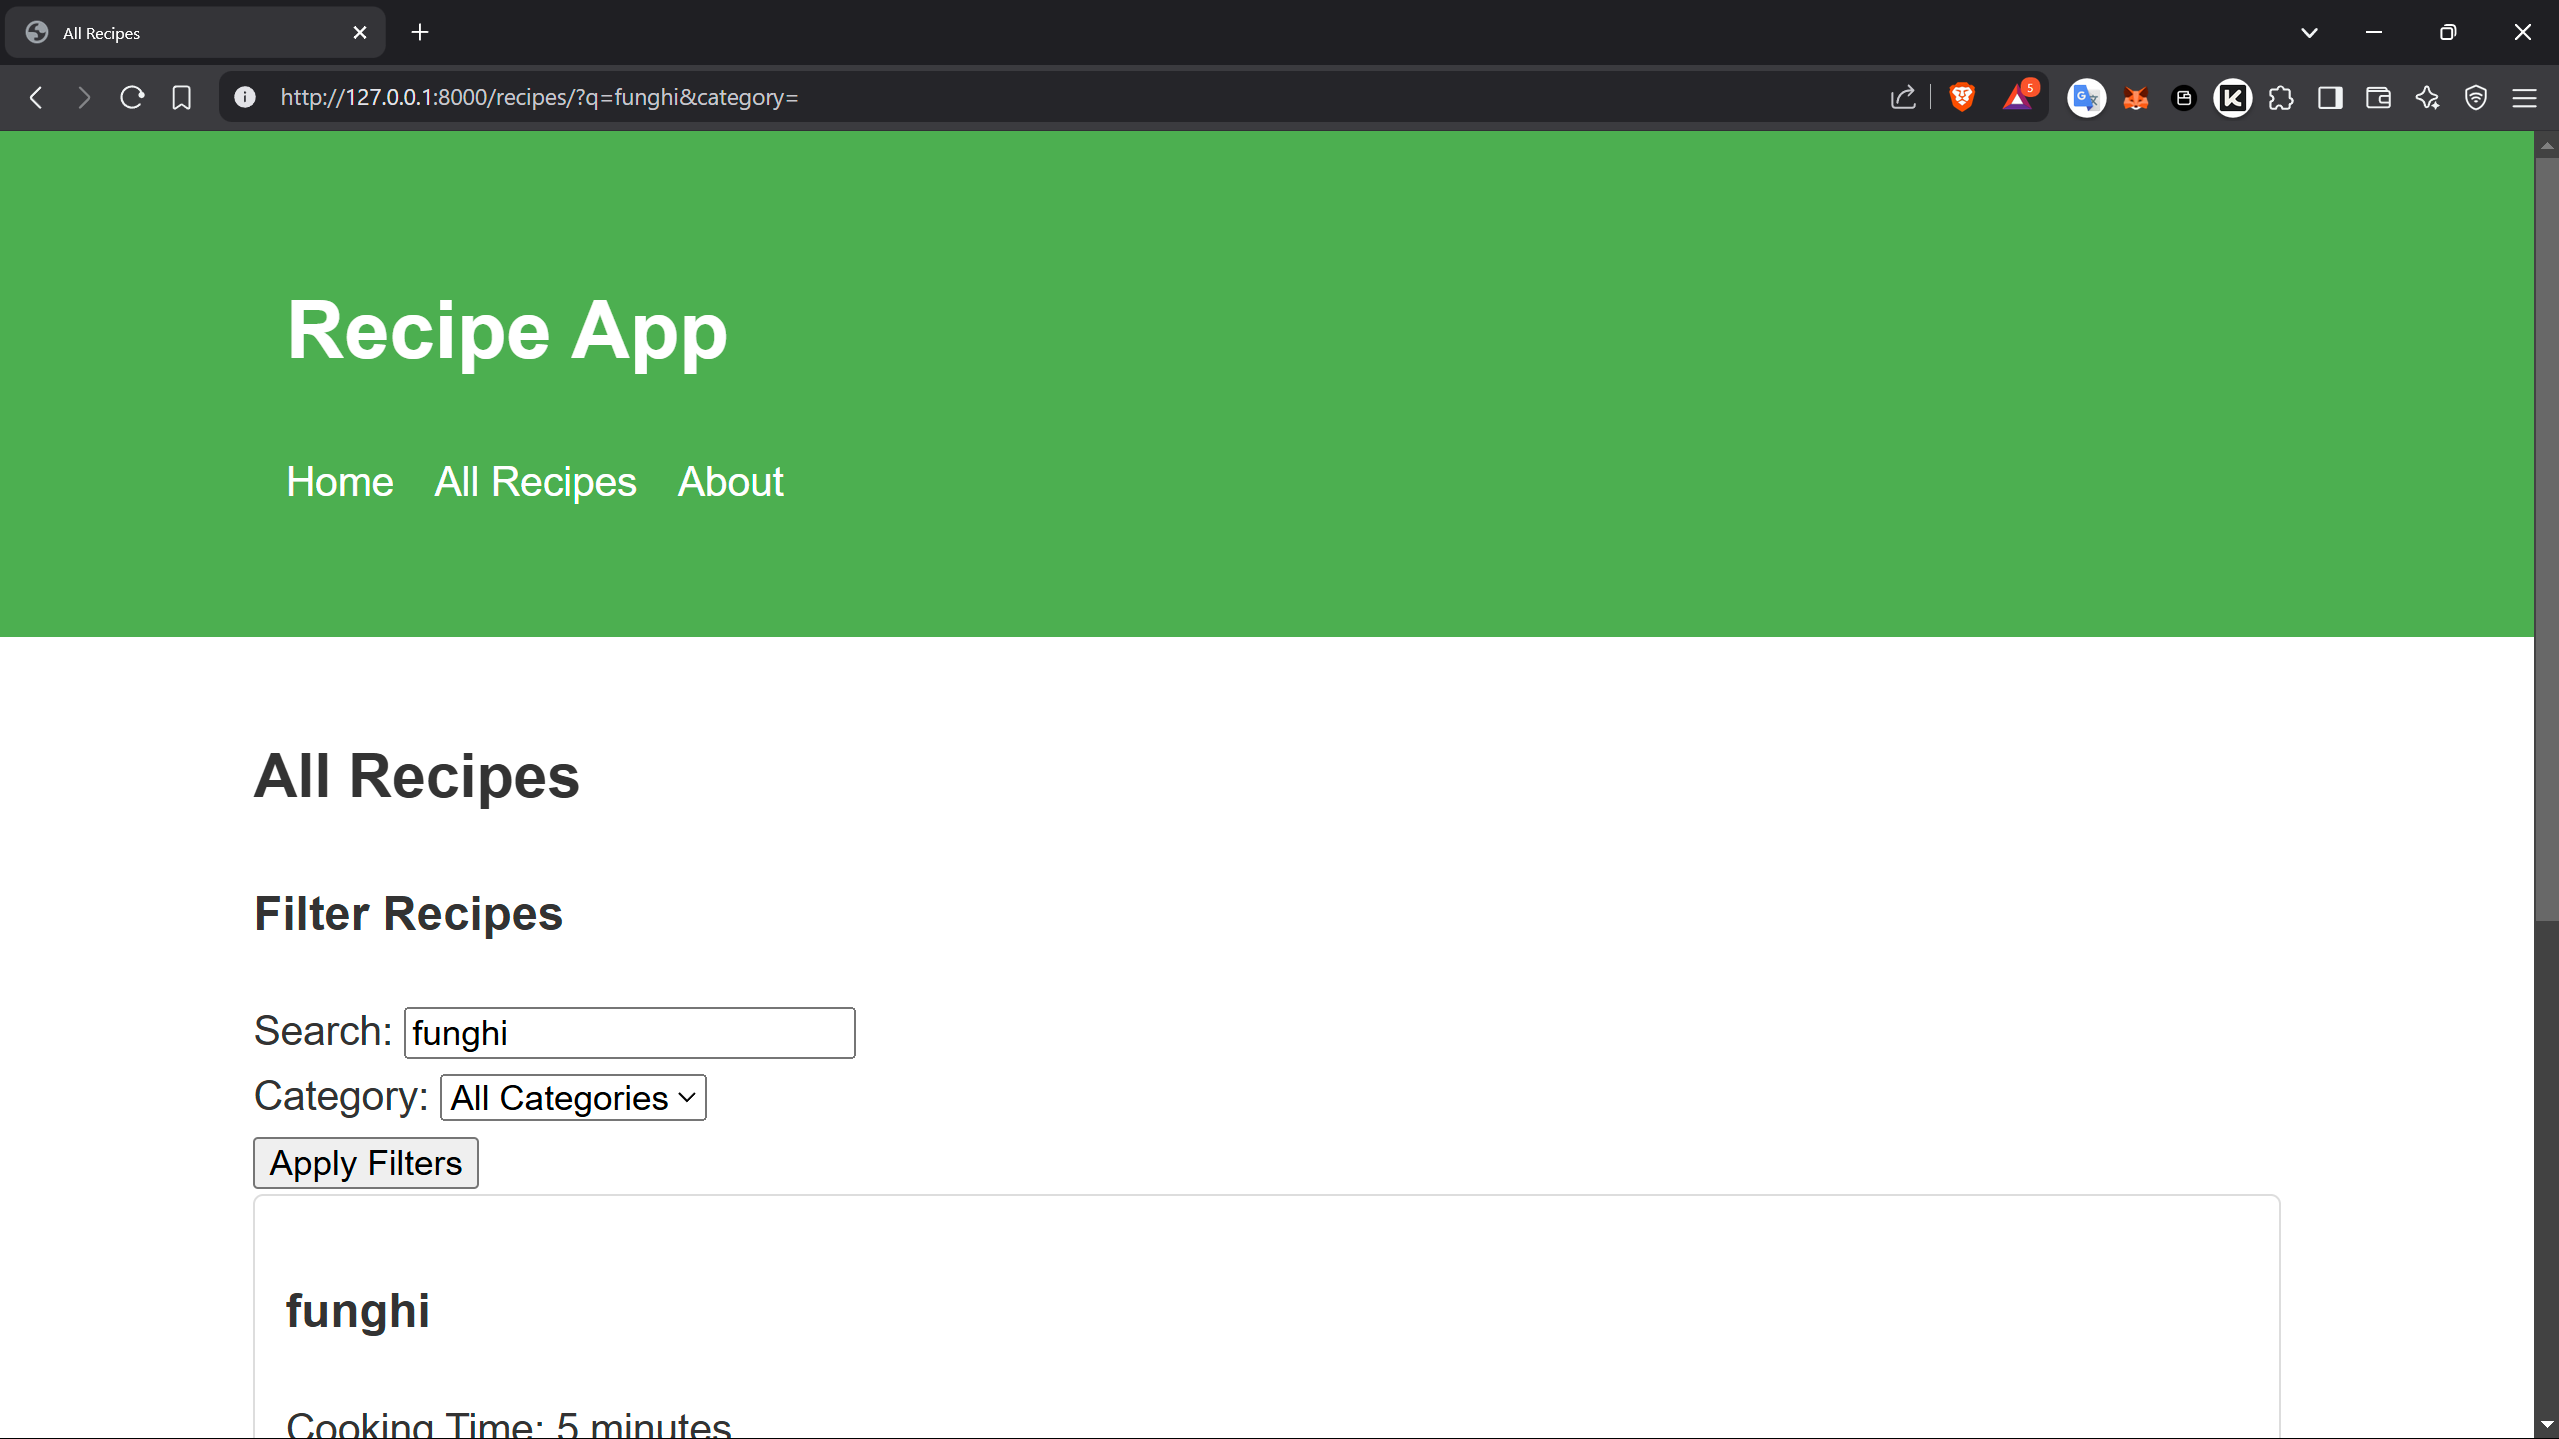 All Recipes
http://127.0.0.1:8000/recipes/?q=funghi&category=
5
Recipe App
Home All Recipes About
All Recipes
Filter Recipes
Search: funghi
Category: All Categories
Apply Filters
funghi
Cooking Time: 5 minutes